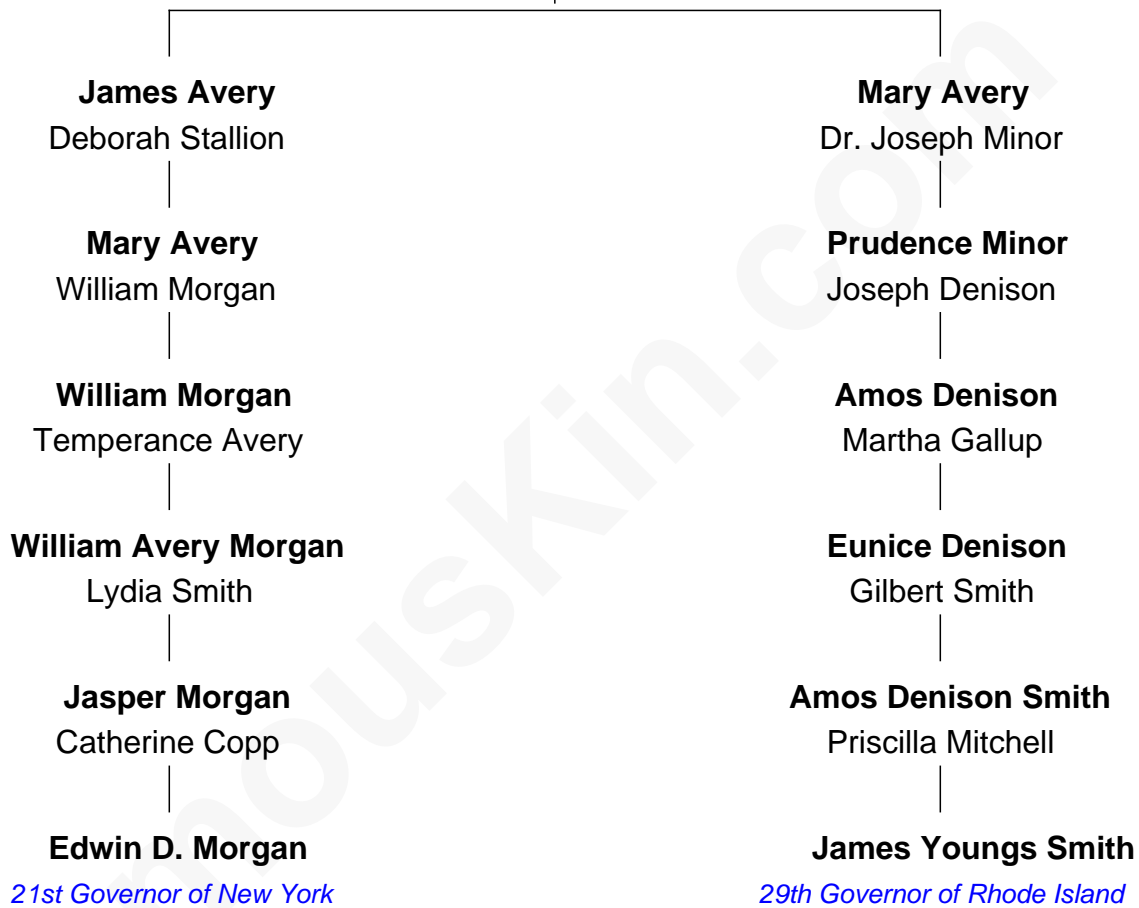 James Avery
Deborah Stallion
Mary Avery
William Morgan
William Morgan
Temperance Avery
William Avery Morgan
Lydia Smith
Jasper Morgan
Catherine Copp
Edwin D. Morgan
21st Governor of New York
Mary Avery
Dr. Joseph Minor
Prudence Minor
Joseph Denison
Amos Denison
Martha Gallup
Eunice Denison
Gilbert Smith
Amos Denison Smith
Priscilla Mitchell
James Youngs Smith
29th Governor of Rhode Island
mouskin.com